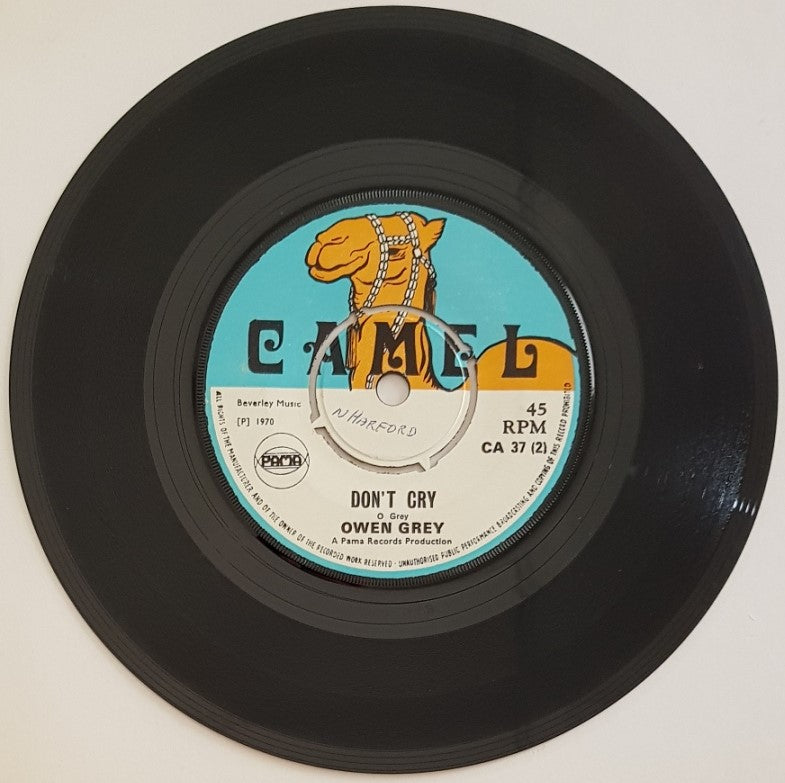 CAMEL
Beverley Music
[P] 1970
PAMA
N HARFORD
45
RPM
CA 37 (2)
DON'T CRY
O Grey
OWEN GREY
A Pama Records Production
ALL RIGHTS OF THE MANUFACTURER AND OF THE OWNER OF THE RECORDED WORK RESERVED · UNAUTHORISED PUBLIC PERFORMANCE, BROADCASTING AND COPYING OF THIS RECORD PROHIBITED